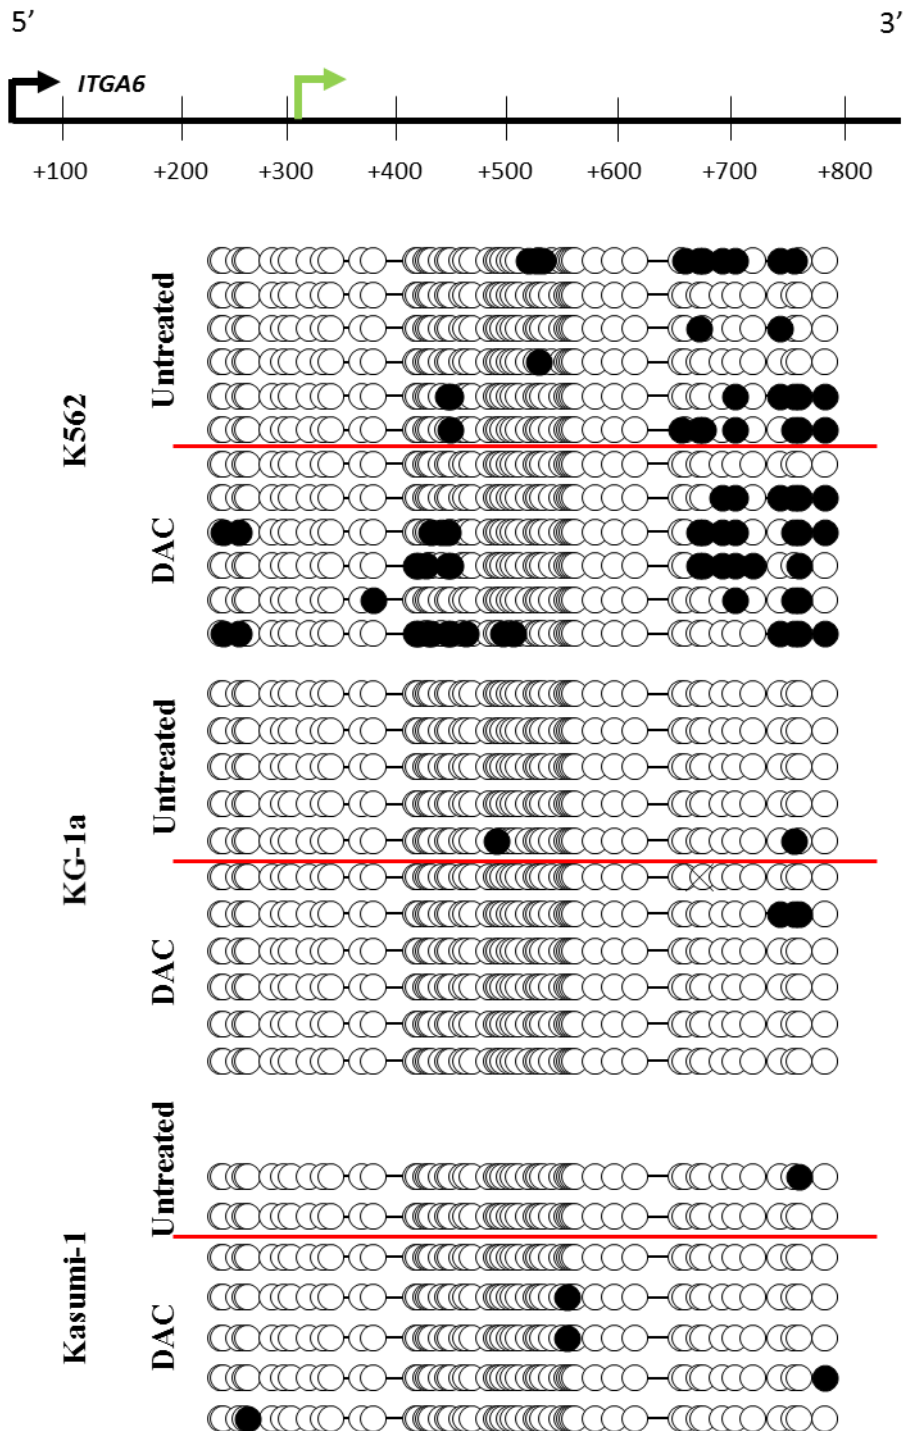 5’ 3’
ITGA6
+100 +200 +300 +400 +500 +600 +700 +800
K562
Untreated
DAC
KG-1a
Untreated
DAC
Kasumi-1
Untreated
DAC